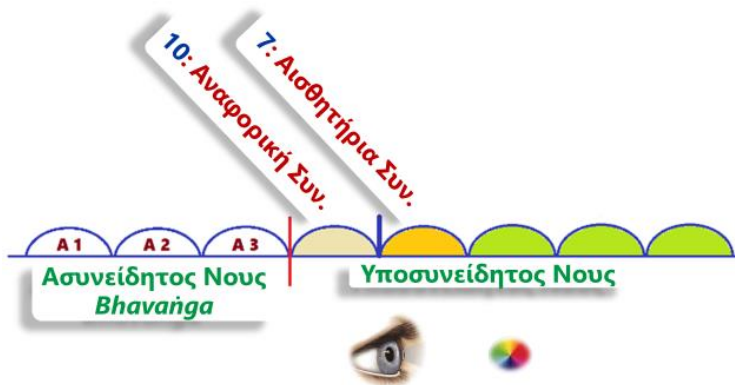 10: Αναφορική Συν.
7: Αισθητήρια Συν.
A 1 A 2 A 3
Ασυνείδητος Νους
Bhavaṅga
Υποσυνείδητος Νους